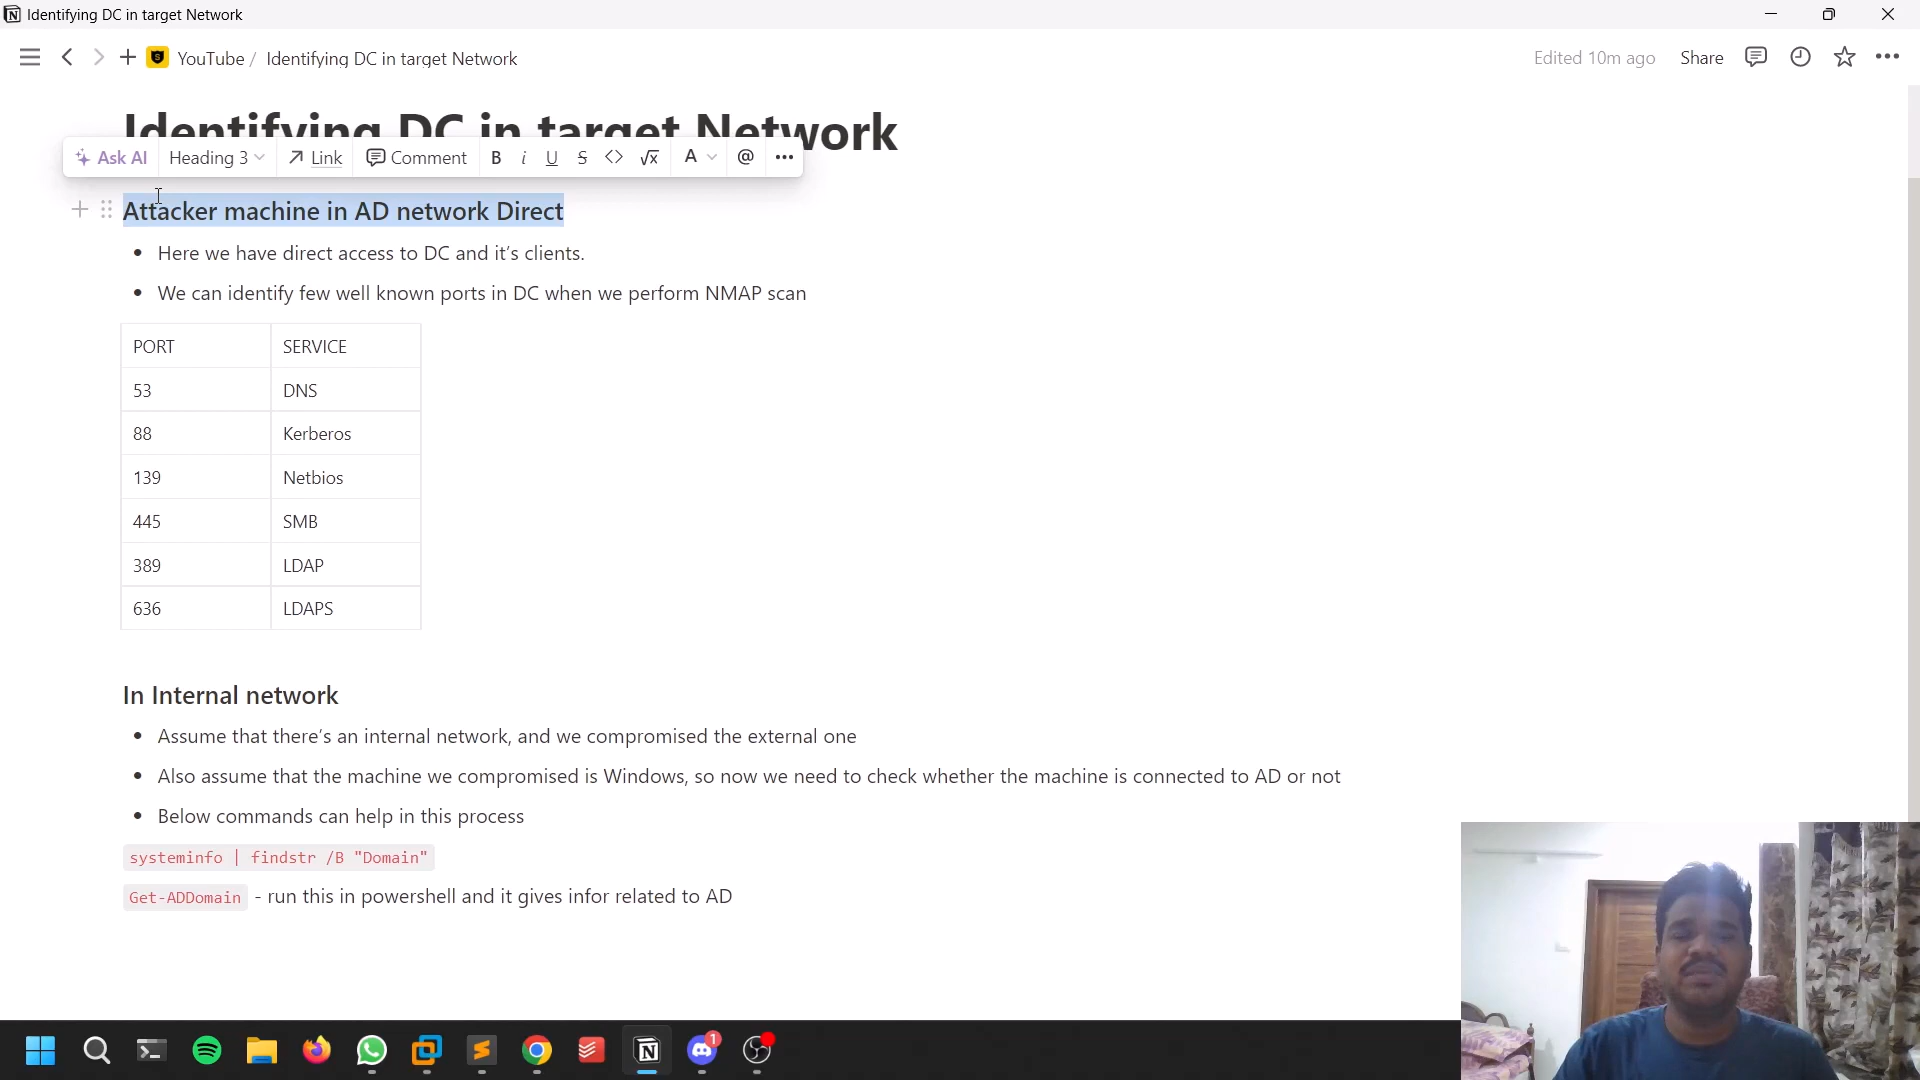 Identifying DC in target Network
YouTube / Identifying DC in target Network
Edited 10m ago Share
Identifying DC in target Network
Ask AI Heading 3 Link Comment B i U S <> √x A @ •••
Attacker machine in AD network Direct
• Here we have direct access to DC and it's clients.
• We can identify few well known ports in DC when we perform NMAP scan
PORT SERVICE
53 DNS
88 Kerberos
139 Netbios
445 SMB
389 LDAP
636 LDAPS
In Internal network
• Assume that there's an internal network, and we compromised the external one
• Also assume that the machine we compromised is Windows, so now we need to check whether the machine is connected to AD or not
• Below commands can help in this process
systeminfo | findstr /B "Domain"
Get-ADDomain - run this in powershell and it gives infor related to AD
1